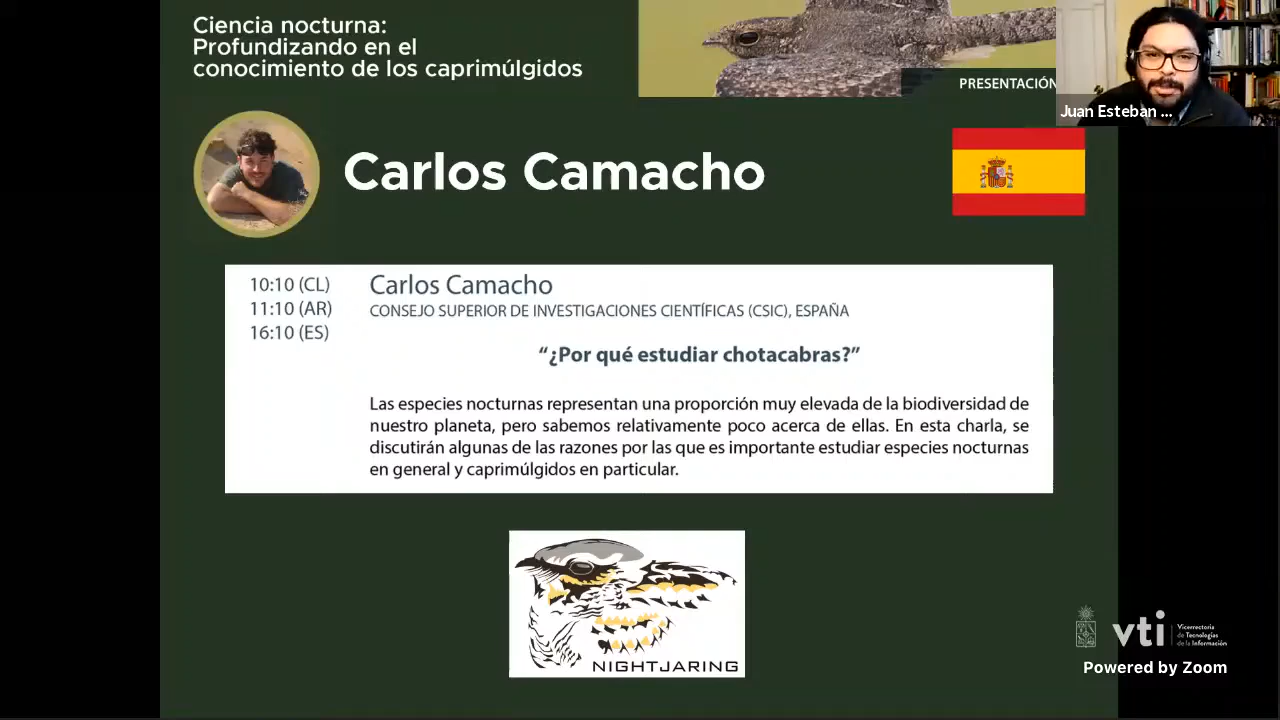 Ciencia nocturna:
Profundizando en el
conocimiento de los caprimúlgidos
PRESENTACIÓN
Juan Esteban ...
Carlos Camacho
10:10 (CL)
11:10 (AR)
16:10 (ES)
Carlos Camacho
CONSEJO SUPERIOR DE INVESTIGACIONES CIENTÍFICAS (CSIC), ESPAÑA
“¿Por qué estudiar chotacabras?”
Las especies nocturnas representan una proporción muy elevada de la biodiversidad de
nuestro planeta, pero sabemos relativamente poco acerca de ellas. En esta charla, se
discutirán algunas de las razones por las que es importante estudiar especies nocturnas
en general y caprimúlgidos en particular.
NIGHTJARING
vti
Vicerrectoría
de Tecnologías
de la Información
Powered by Zoom